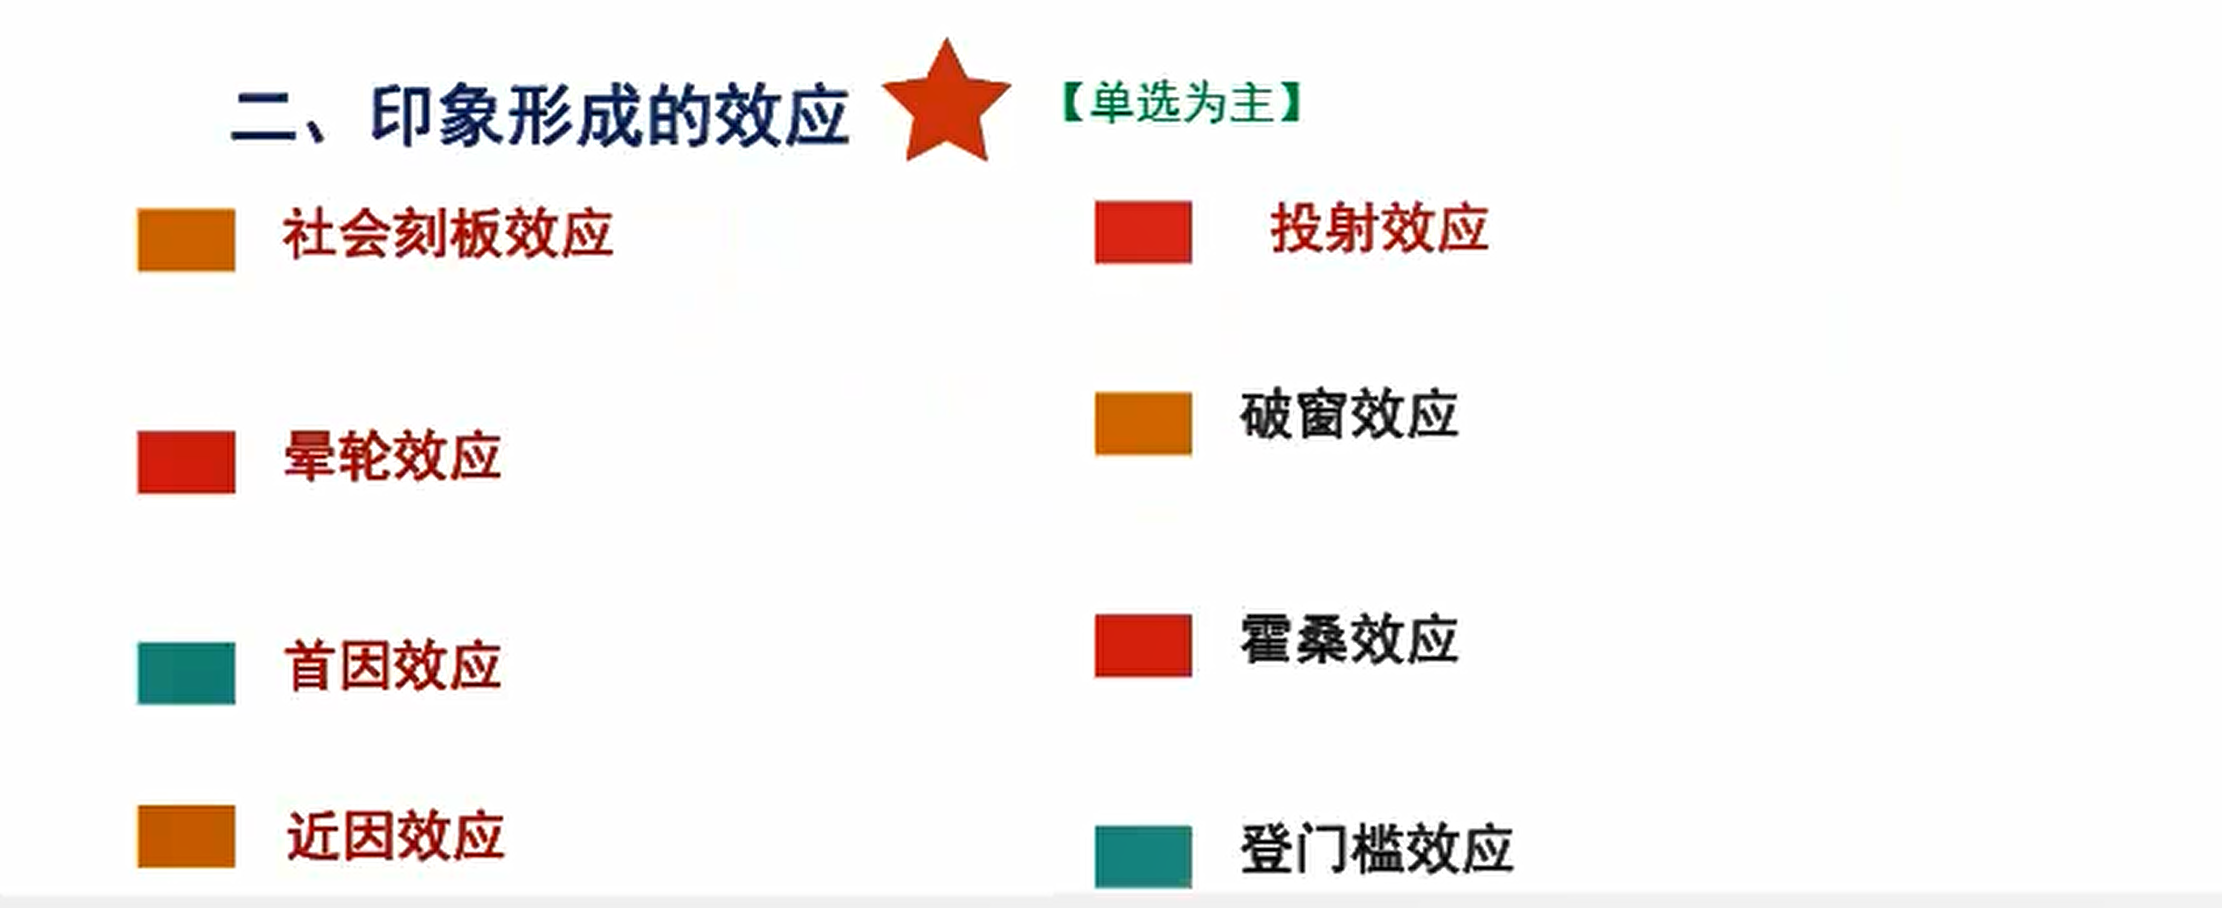 二、印象形成的效应
【单选为主】
社会刻板效应
晕轮效应
首因效应
近因效应
投射效应
破窗效应
霍桑效应
登门槛效应